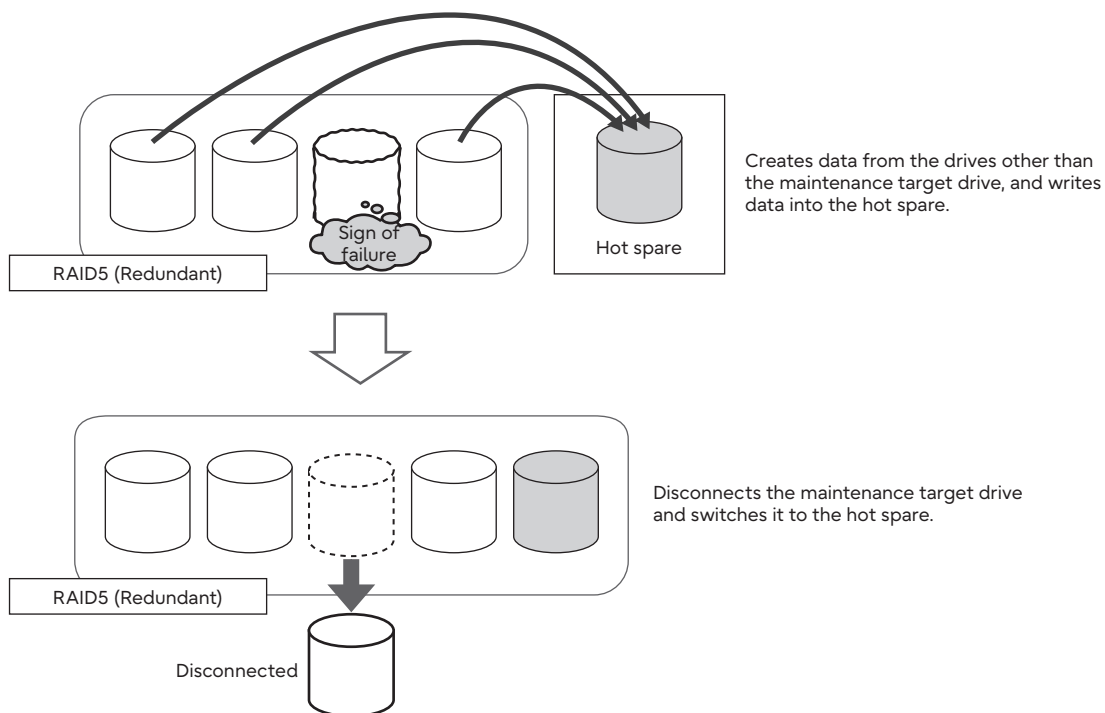 Creates data from the drives other than
the maintenance target drive, and writes
data into the hot spare.
Sign of
failure
Hot spare
RAID5 (Redundant)
Disconnects the maintenance target drive
and switches it to the hot spare.
RAID5 (Redundant)
Disconnected